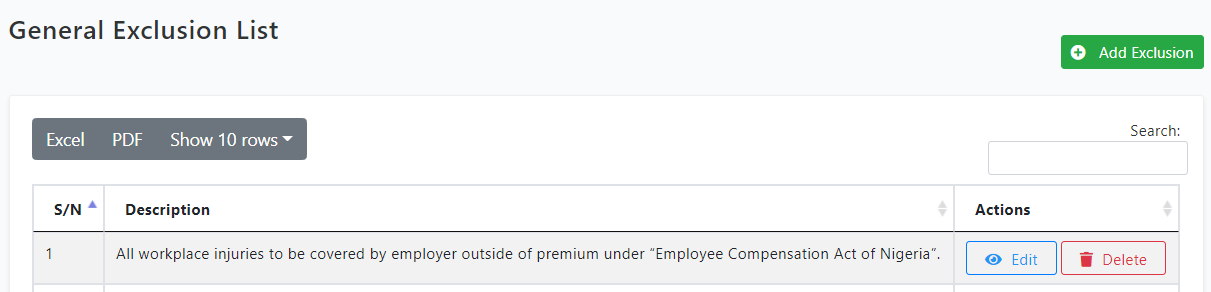 General Exclusion List
Add Exclusion
Excel PDF Show 10 rows
Search:
S/N Description Actions
1 All workplace injuries to be covered by employer outside of premium under “Employee Compensation Act of Nigeria”. Edit Delete